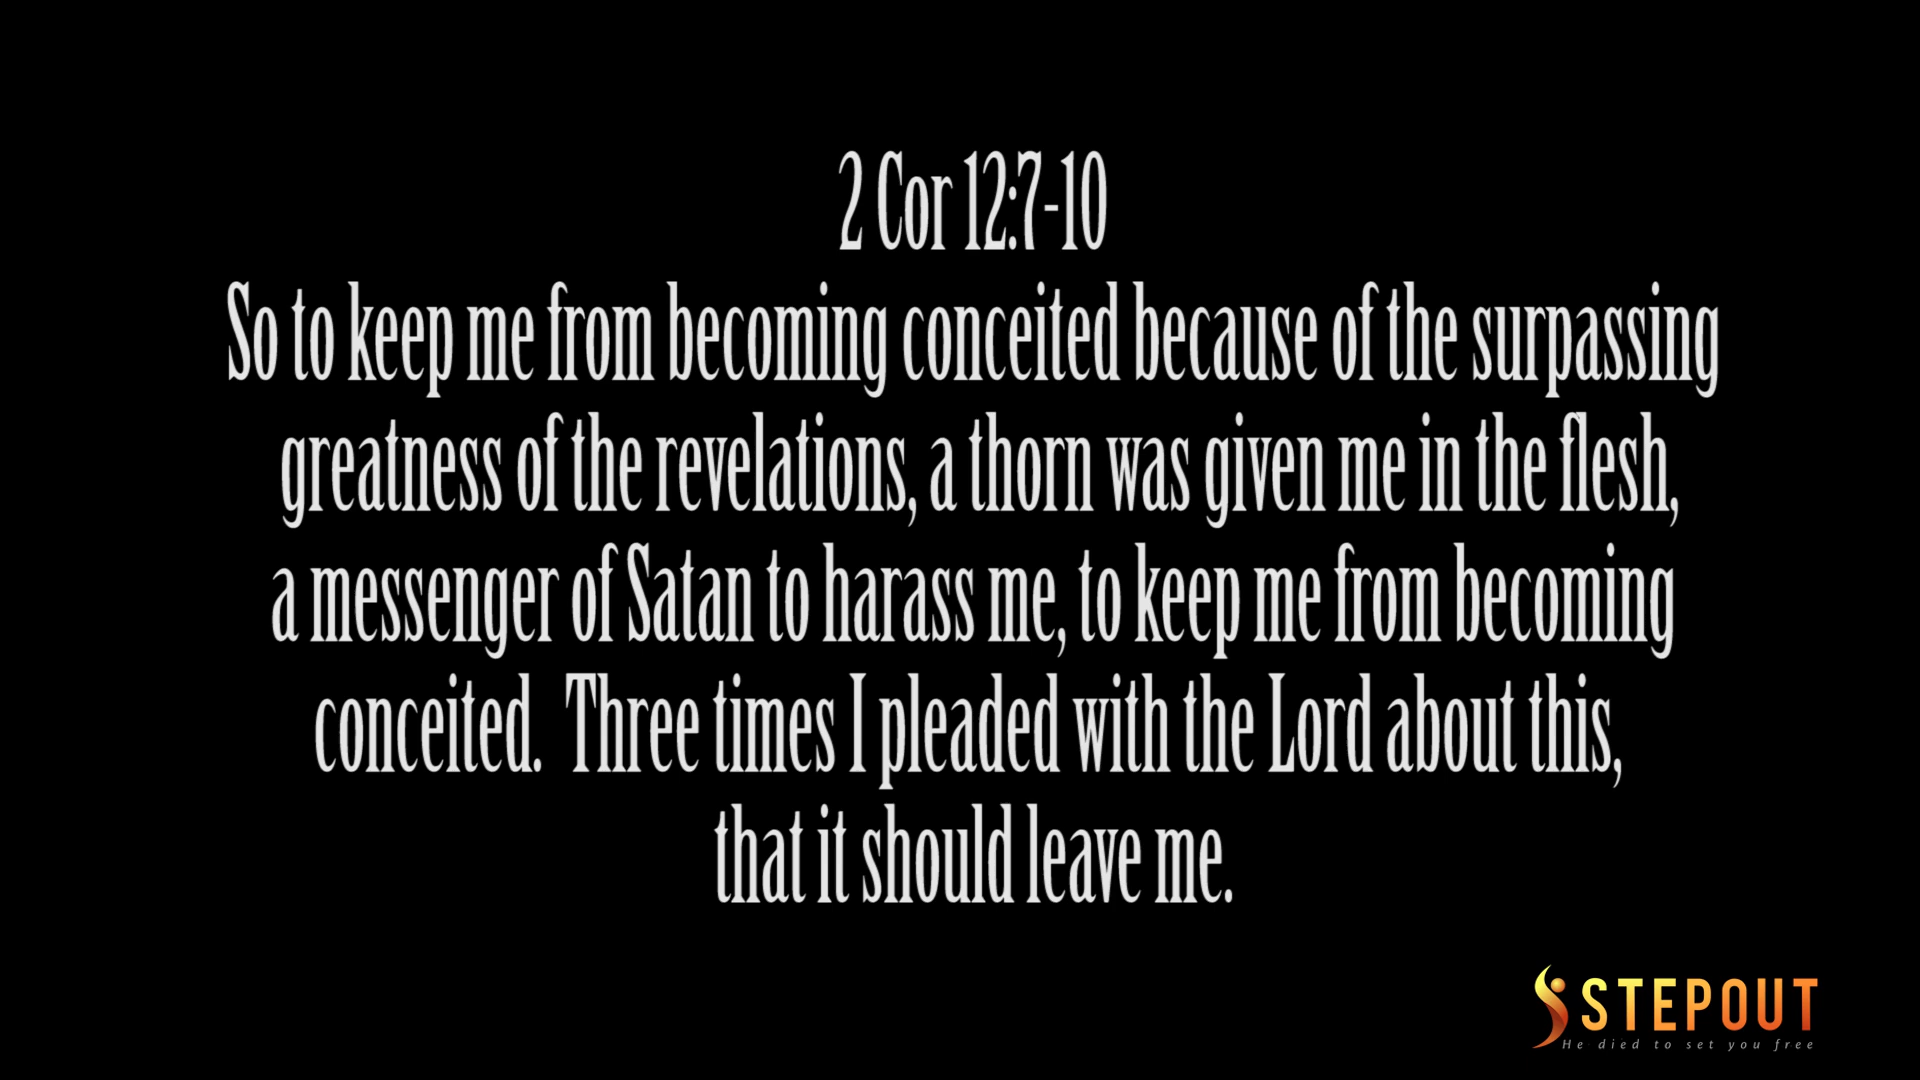 2 Cor 12:7-10
So to keep me from becoming conceited because of the surpassing
greatness of the revelations, a thorn was given me in the flesh,
a messenger of Satan to harass me, to keep me from becoming
conceited.  Three times I pleaded with the Lord about this,
that it should leave me.
STEPOUT
He died to set you free